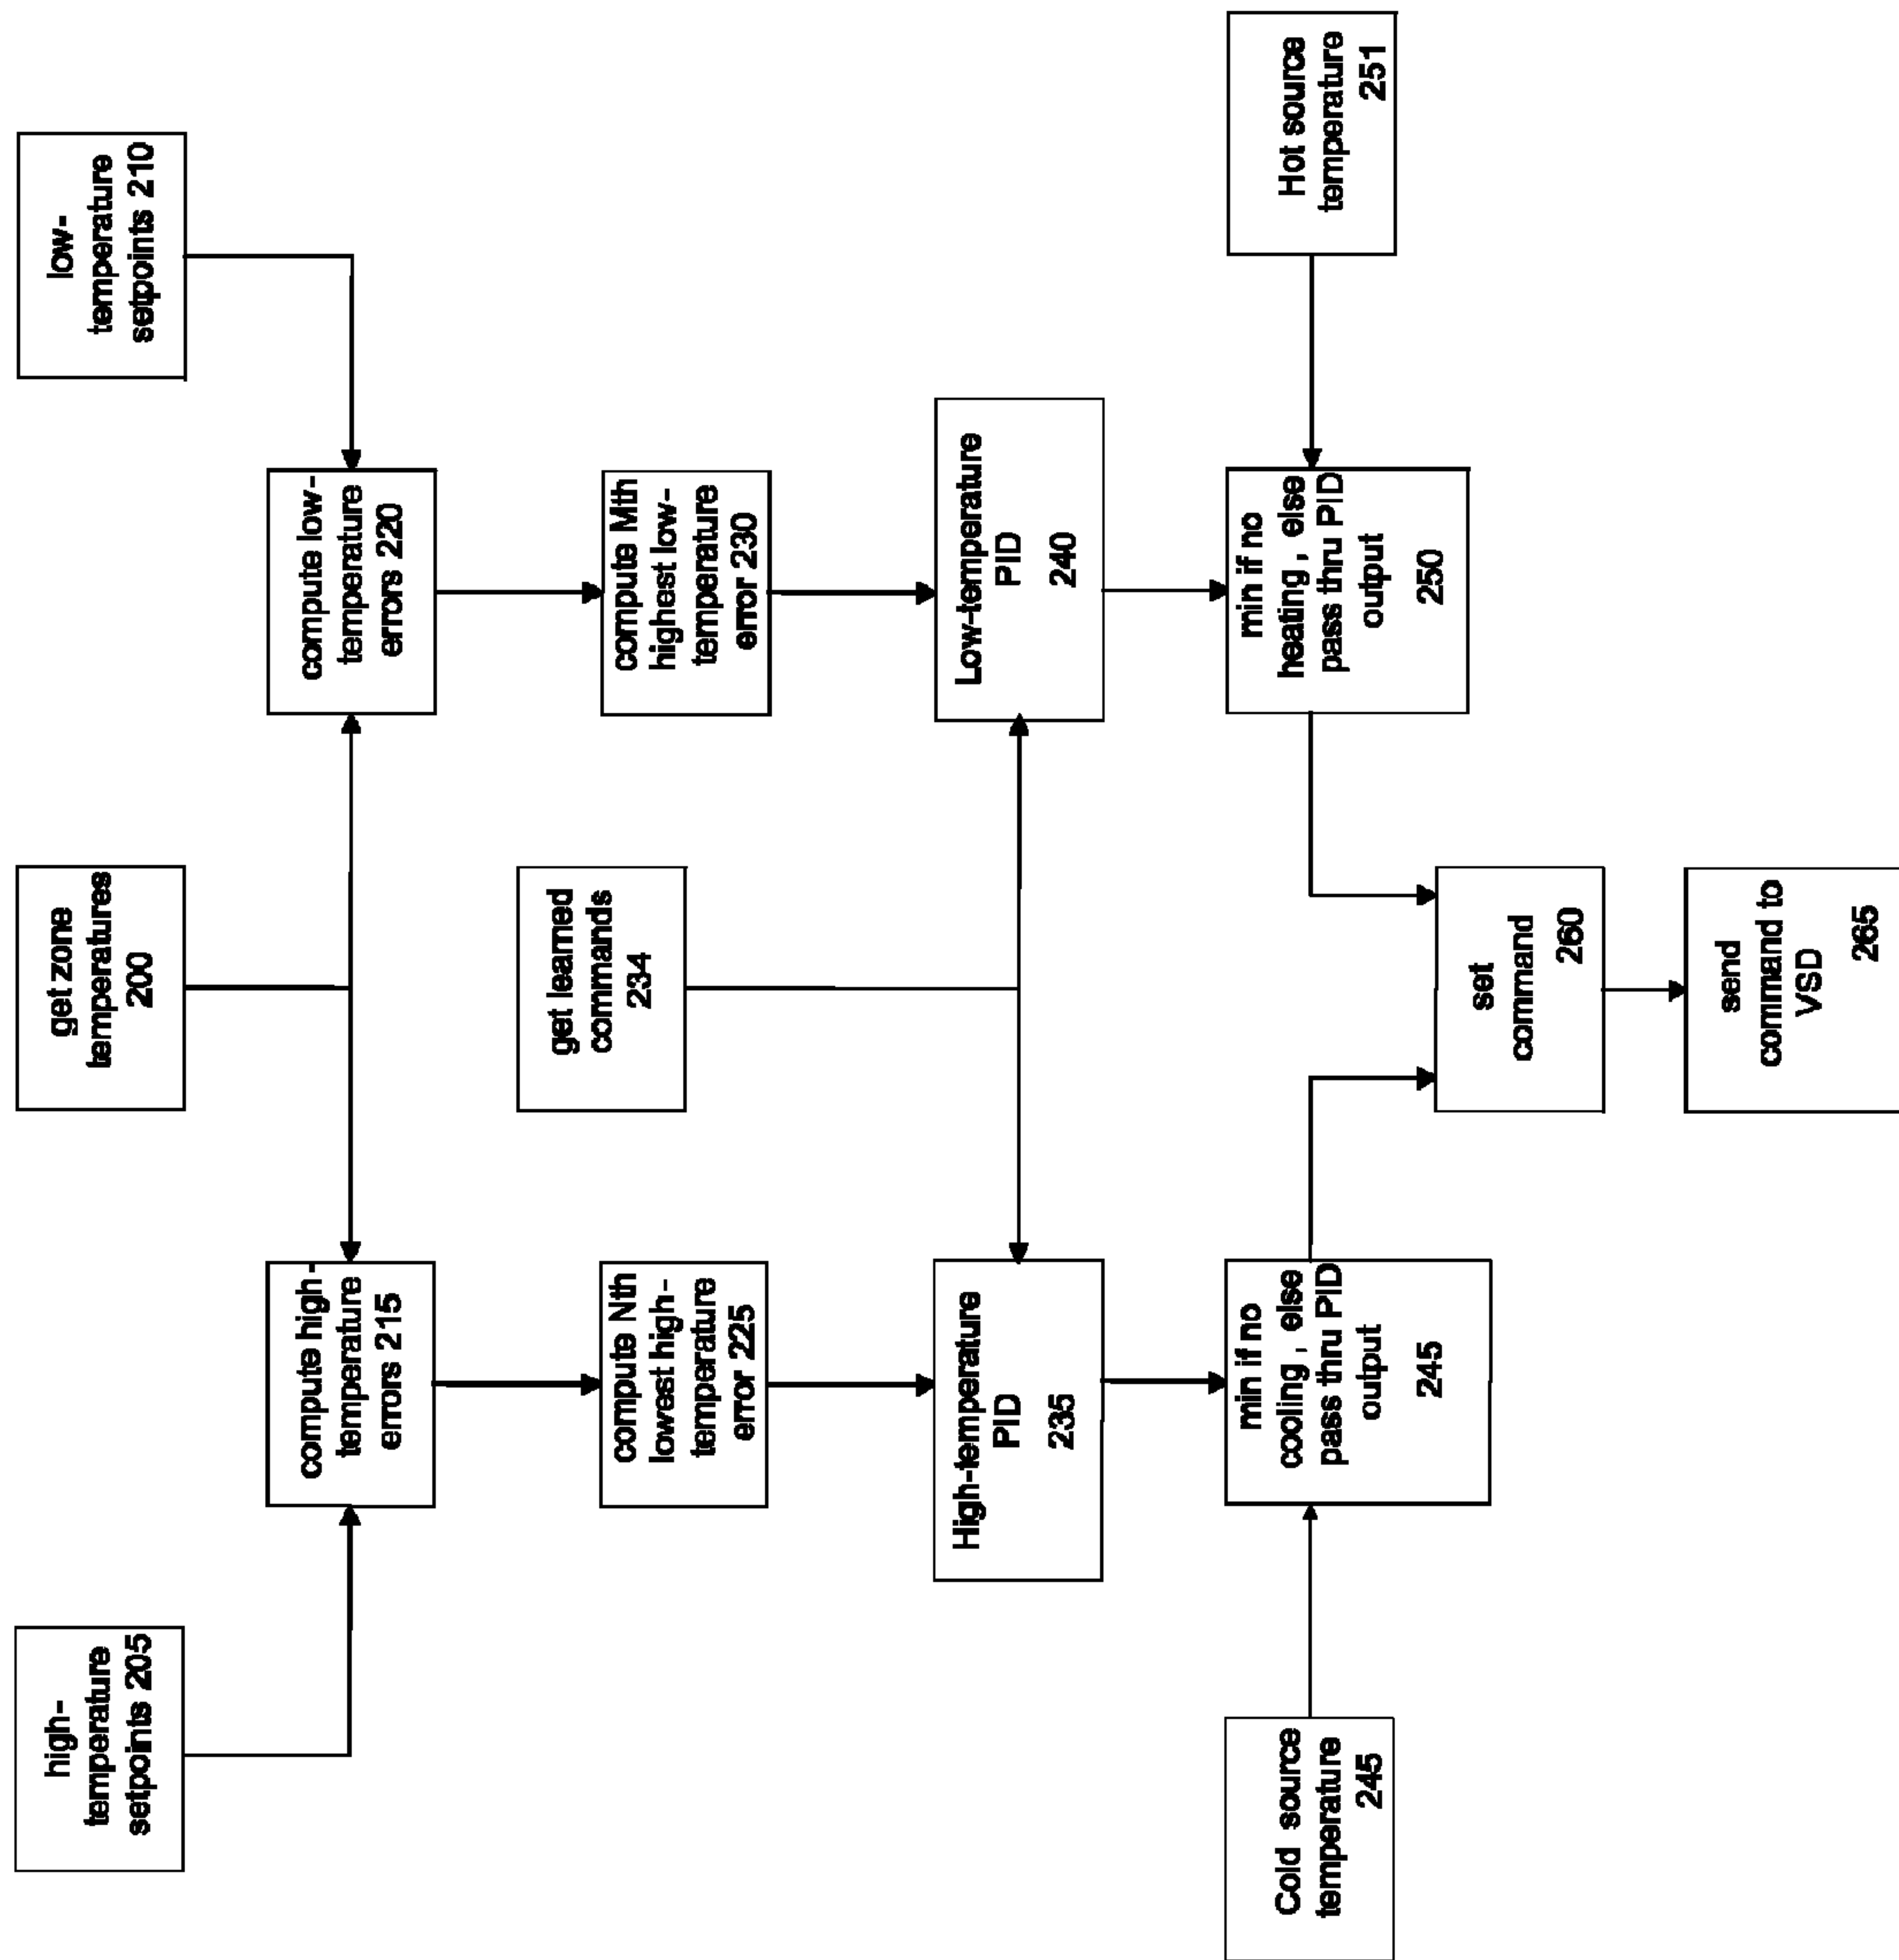 high-
temperature
setpoints 205
get zone
temperatures
200
low-
temperature
setpoints 210
compute high-
temperature
errors 215
compute low-
temperature
errors 220
get learned
commands
234
compute Nth
lowest high-
temperature
error 225
compute Mth
highest low-
temperature
error 230
High-temperature
PID
235
Low-temperature
PID
240
Cold source
temperature
245
min if no
cooling, else
pass thru PID
output
245
min if no
heating, else
pass thru PID
output
250
Hot source
temperature
251
set
command
260
send
command to
VSD
265